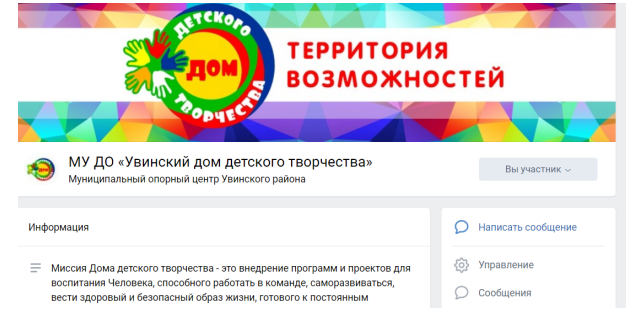 ДЕТСКОГО
ДОМ
ТВОРЧЕСТВА
ТЕРРИТОРИЯ
ВОЗМОЖНОСТЕЙ
МУ ДО «Увинский дом детского творчества»
Муниципальный опорный центр Увинского района
Вы участник
Информация
Миссия Дома детского творчества - это внедрение программ и проектов для
воспитания Человека, способного работать в команде, саморазвиваться,
вести здоровый и безопасный образ жизни, готового к постоянным
Написать сообщение
Управление
Сообщения